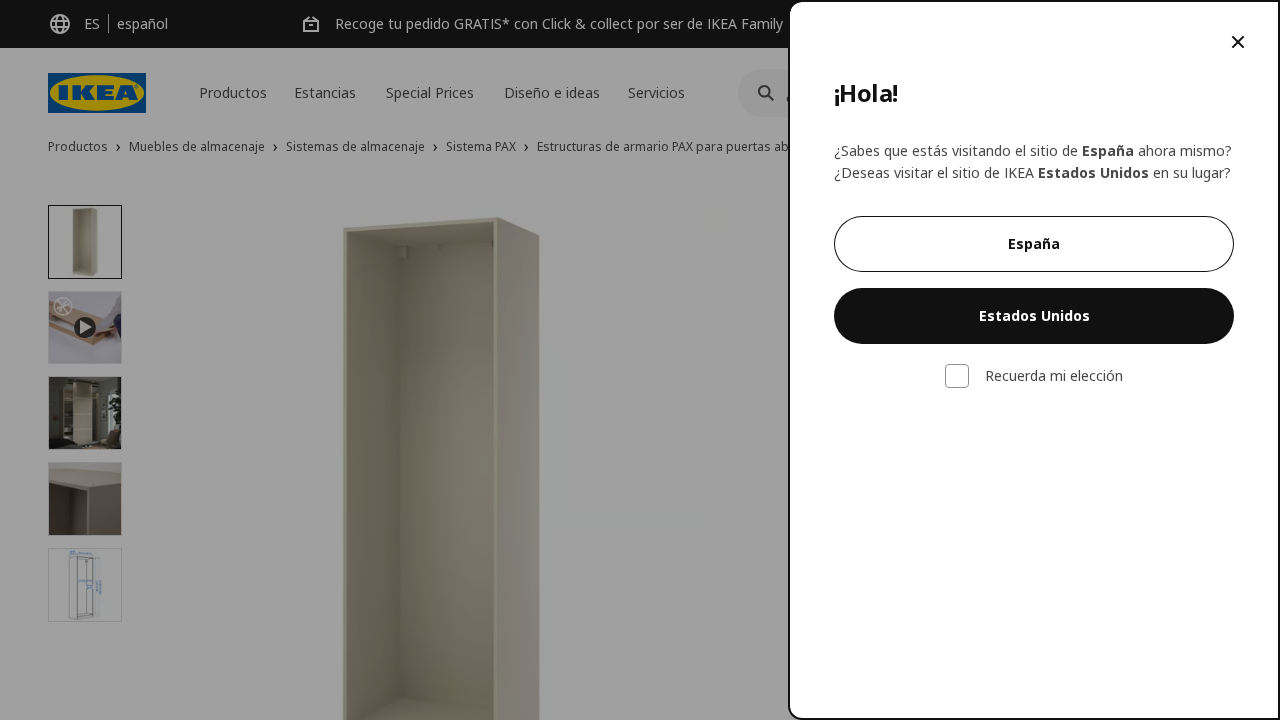 ES español
Recoge tu pedido GRATIS* con Click & collect por ser de IKEA Family
IKEA
Productos Estancias Special Prices Diseño e ideas Servicios
Productos › Muebles de almacenaje › Sistemas de almacenaje › Sistema PAX › Estructuras de armario PAX para puertas
¡Hola!
¿Sabes que estás visitando el sitio de España ahora mismo?
¿Deseas visitar el sitio de IKEA Estados Unidos en su lugar?
España
Estados Unidos
Recuerda mi elección